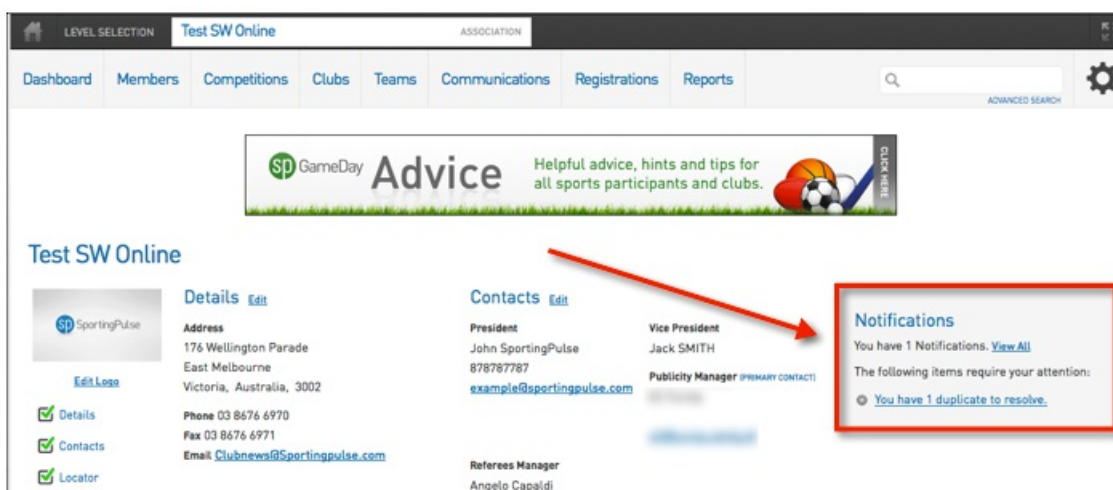 LEVEL SELECTION Test SW Online ASSOCIATION
Dashboard Members Competitions Clubs Teams Communications Registrations Reports
ADVANCED SEARCH
sp GameDay Advice
Helpful advice, hints and tips for
all sports participants and clubs.
CLICK HERE
Test SW Online
sp SportingPulse
Edit Logo
Details
Contacts
Locator
Details Edit
Address
176 Wellington Parade
East Melbourne
Victoria, Australia, 3002
Phone 03 8676 6970
Fax 03 8676 6971
Email Clubnews@Sportingpulse.com
Contacts Edit
President
John SportingPulse
878787787
example@sportingpulse.com
Vice President
Jack SMITH
Publicity Manager (PRIMARY CONTACT)
Referees Manager
Angelo Capaldi
Notifications
You have 1 Notifications. View All
The following items require your attention:
You have 1 duplicate to resolve.